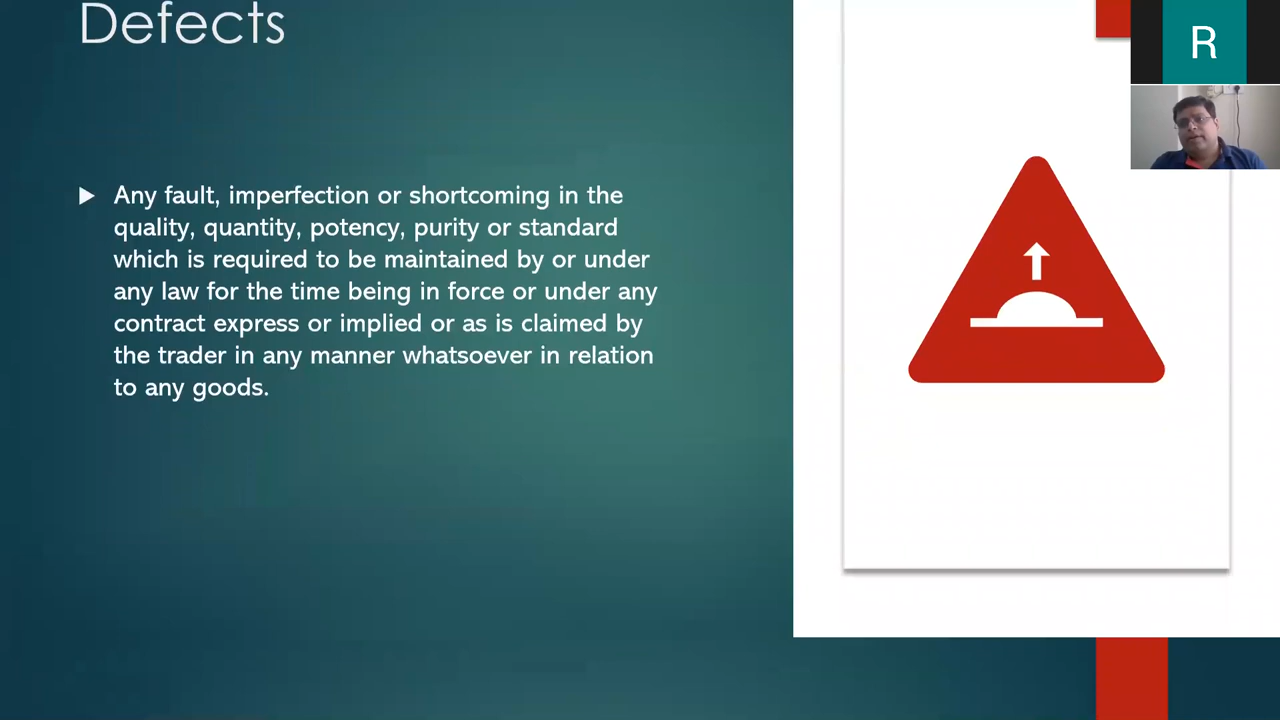 Defects
R
Any fault, imperfection or shortcoming in the
quality, quantity, potency, purity or standard
which is required to be maintained by or under
any law for the time being in force or under any
contract express or implied or as is claimed by
the trader in any manner whatsoever in relation
to any goods.